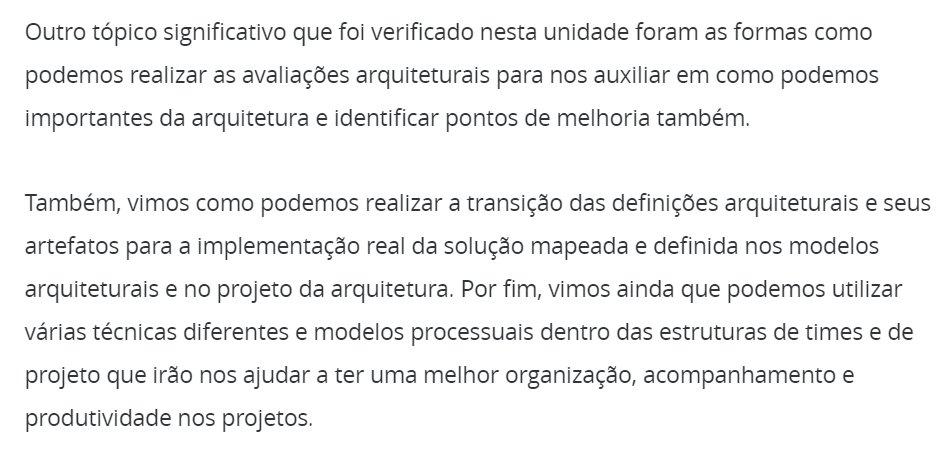 Outro tópico significativo que foi verificado nesta unidade foram as formas como
podemos realizar as avaliações arquiteturais para nos auxiliar em como podemos
importantes da arquitetura e identificar pontos de melhoria também.
Também, vimos como podemos realizar a transição das definições arquiteturais e seus
artefatos para a implementação real da solução mapeada e definida nos modelos
arquiteturais e no projeto da arquitetura. Por fim, vimos ainda que podemos utilizar
várias técnicas diferentes e modelos processuais dentro das estruturas de times e de
projeto que irão nos ajudar a ter uma melhor organização, acompanhamento e
produtividade nos projetos.